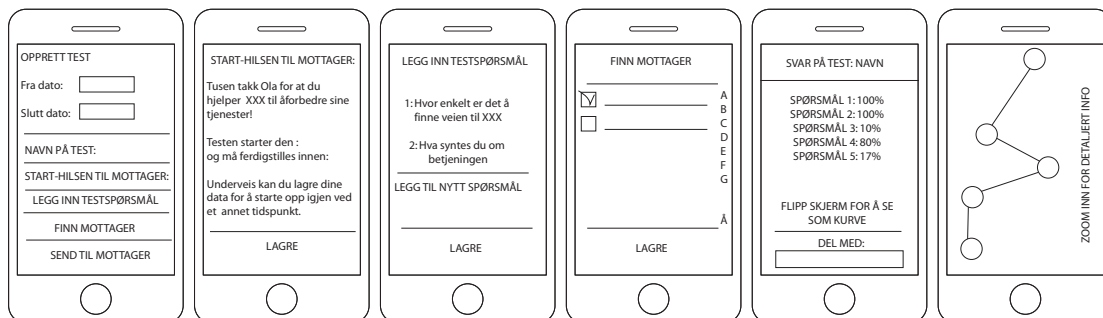 OPPRETT TEST
Fra dato:
Slutt dato:
NAVN PÅ TEST:
START-HILSEN TIL MOTTAGER:
LEGG INN TESTSPØRSMÅL
FINN MOTTAGER
SEND TIL MOTTAGER
START-HILSEN TIL MOTTAGER:
Tusen takk Ola for at du
hjelper XXX til åforbedre sine
tjenester!
Testen starter den :
og må ferdigstilles innen:
Underveis kan du lagre dine
data for å starte opp igjen ved
et annet tidspunkt.
LAGRE
LEGG INN TESTSPØRSMÅL
1: Hvor enkelt er det å
finne veien til XXX
2: Hva syntes du om
betjeningen
LEGG TIL NYTT SPØRSMÅL
LAGRE
FINN MOTTAGER
A
B
C
D
E
F
G
Å
LAGRE
SVAR PÅ TEST: NAVN
SPØRSMÅL 1: 100%
SPØRSMÅL 2: 100%
SPØRSMÅL 3: 10%
SPØRSMÅL 4: 80%
SPØRSMÅL 5: 17%
FLIPP SKJERM FOR Å SE
SOM KURVE
DEL MED:
ZOOM INN FOR DETALJERT INFO